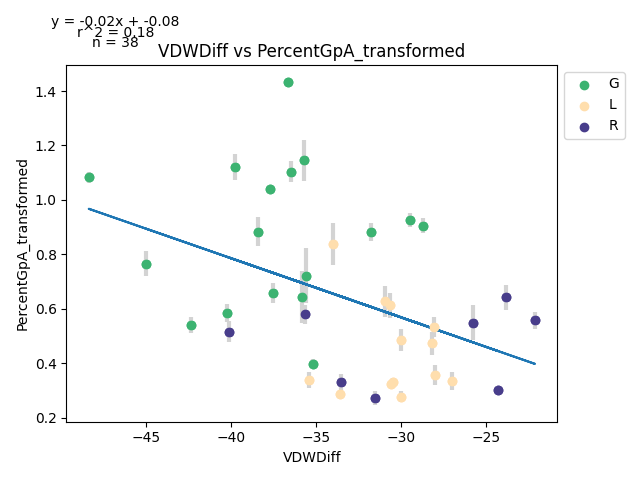 y = -0.02x + -0.08
r^2 = 0.18
n = 38
VDWDiff vs PercentGpA_transformed
G
L
R
PercentGpA_transformed
1.4
1.2
1.0
0.8
0.6
0.4
0.2
−45
−40
−35
−30
−25
VDWDiff